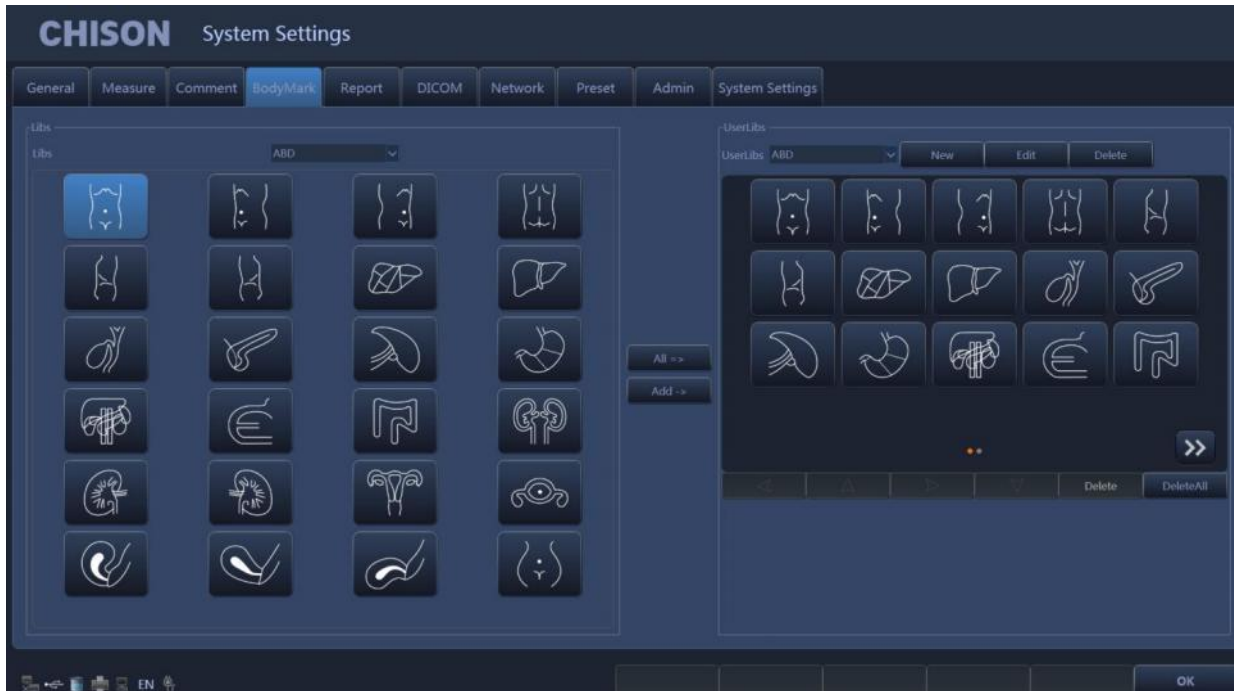 CHISON System Settings
General Measure Comment BodyMark Report DICOM Network Preset Admin System Settings
Libs
Libs ABD
UserLibs
UserLibs ABD New Edit Delete
All =>
Add ->
Delete DeleteAll
EN
OK